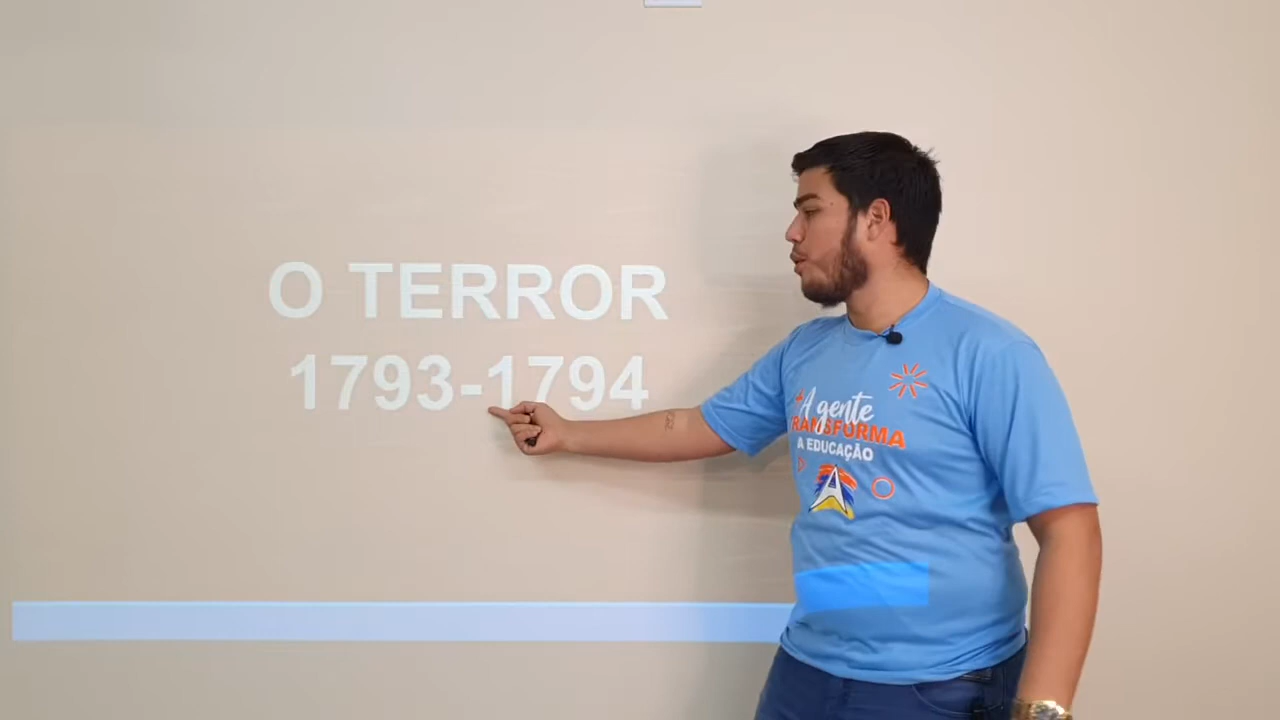 O TERROR
1793-1794
A gente
TRANSFORMA
A EDUCAÇÃO